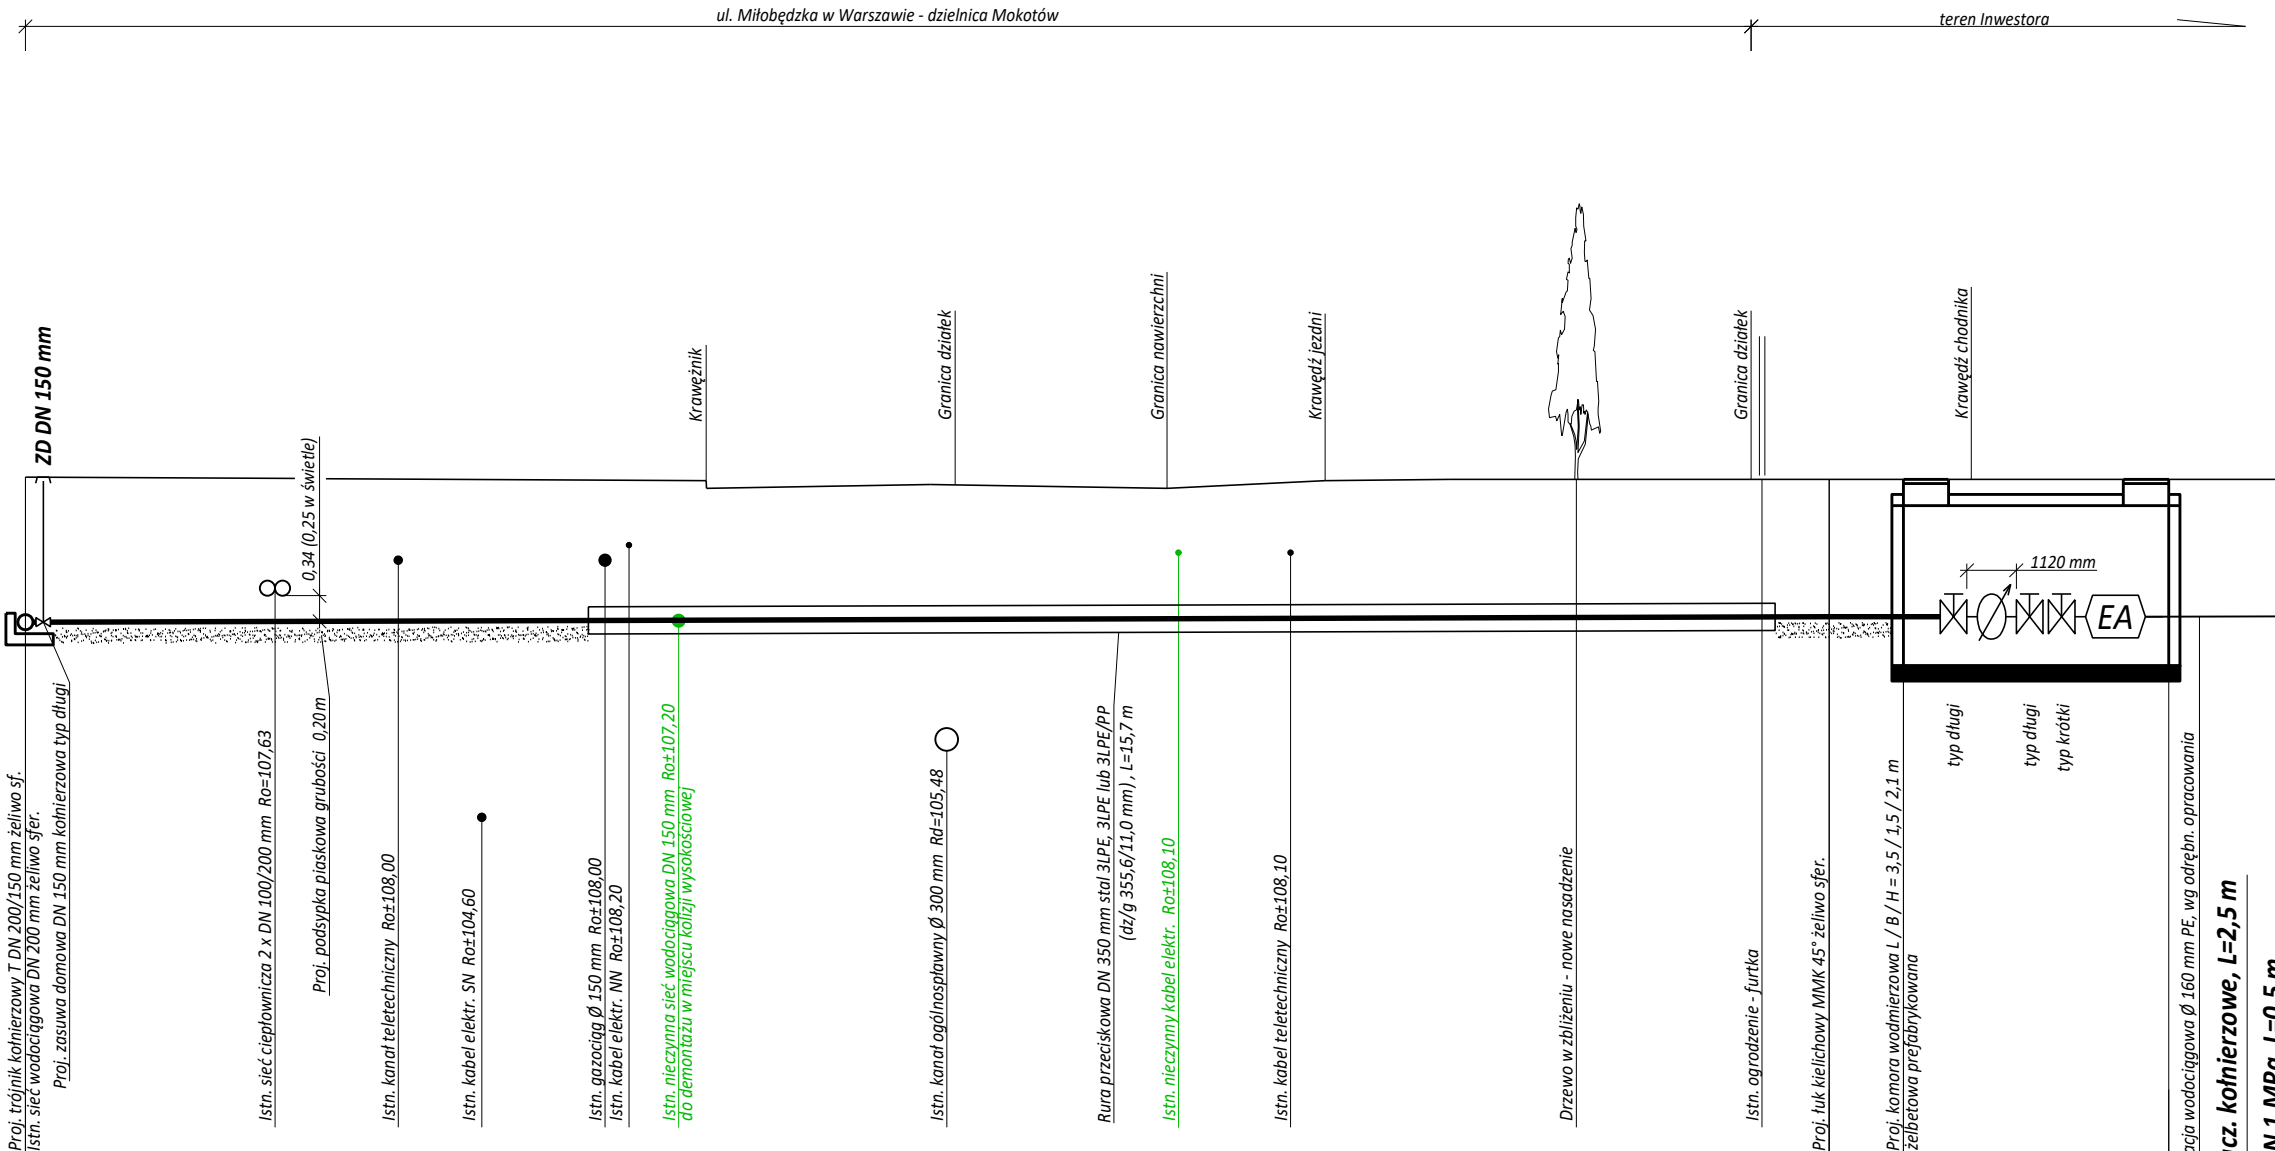 ul. Miłobędzka w Warszawie - dzielnica Mokotów
teren Inwestora
ZD DN 150 mm
0,34 (0,25 w świetle)
Krawężnik
Granica działek
Granica nawierzchni
Krawędź jezdni
Granica działek
Krawędź chodnika
1120 mm
EA
Proj. trójnik kołnierzowy T DN 200/150 mm żeliwo sf.
Istn. sieć wodociągowa DN 200 mm żeliwo sfer.
Proj. zasuwa domowa DN 150 mm kołnierzowa typ długi
Istn. sieć ciepłownicza 2 x DN 100/200 mm Ro=107,63
Proj. podsypka piaskowa grubości 0,20m
Istn. kanał teletechniczny Ro±108,00
Istn. kabel elektr. SN Ro±104,60
Istn. gazociąg Ø 150 mm Ro±108,00
Istn. kabel elektr. NN Ro±108,20
Istn. nieczynna sieć wodociągowa DN 150 mm Ro±107,20
do demontażu w miejscu kolizji wysokościowej
Istn. kanał ogólnospławny Ø 300 mm Rd=105,48
Rura przeciskowa DN 350 mm stal 3LPE, 3LPE lub 3LPE/PP
(dz/g 355,6/11,0 mm) , L=15,7 m
Istn. nieczynny kabel elektr. Ro±108,10
Istn. kabel teletechniczny Ro±108,10
Drzewo w zbliżeniu - nowe nasadzenie
Istn. ogrodzenie - furtka
Proj. łuk kielichowy MMK 45° żeliwo sfer.
Proj. komora wodmierzowa L / B / H = 3,5 / 1,5 / 2,1 m
żelbetowa prefabrykowana
typ długi
typ długi
typ krótki
acja wodociągowa Ø 160 mm PE, wg odrębn. opracowania
cz. kołnierzowe, L=2,5 m
N 1 MPa, L=0,5 m